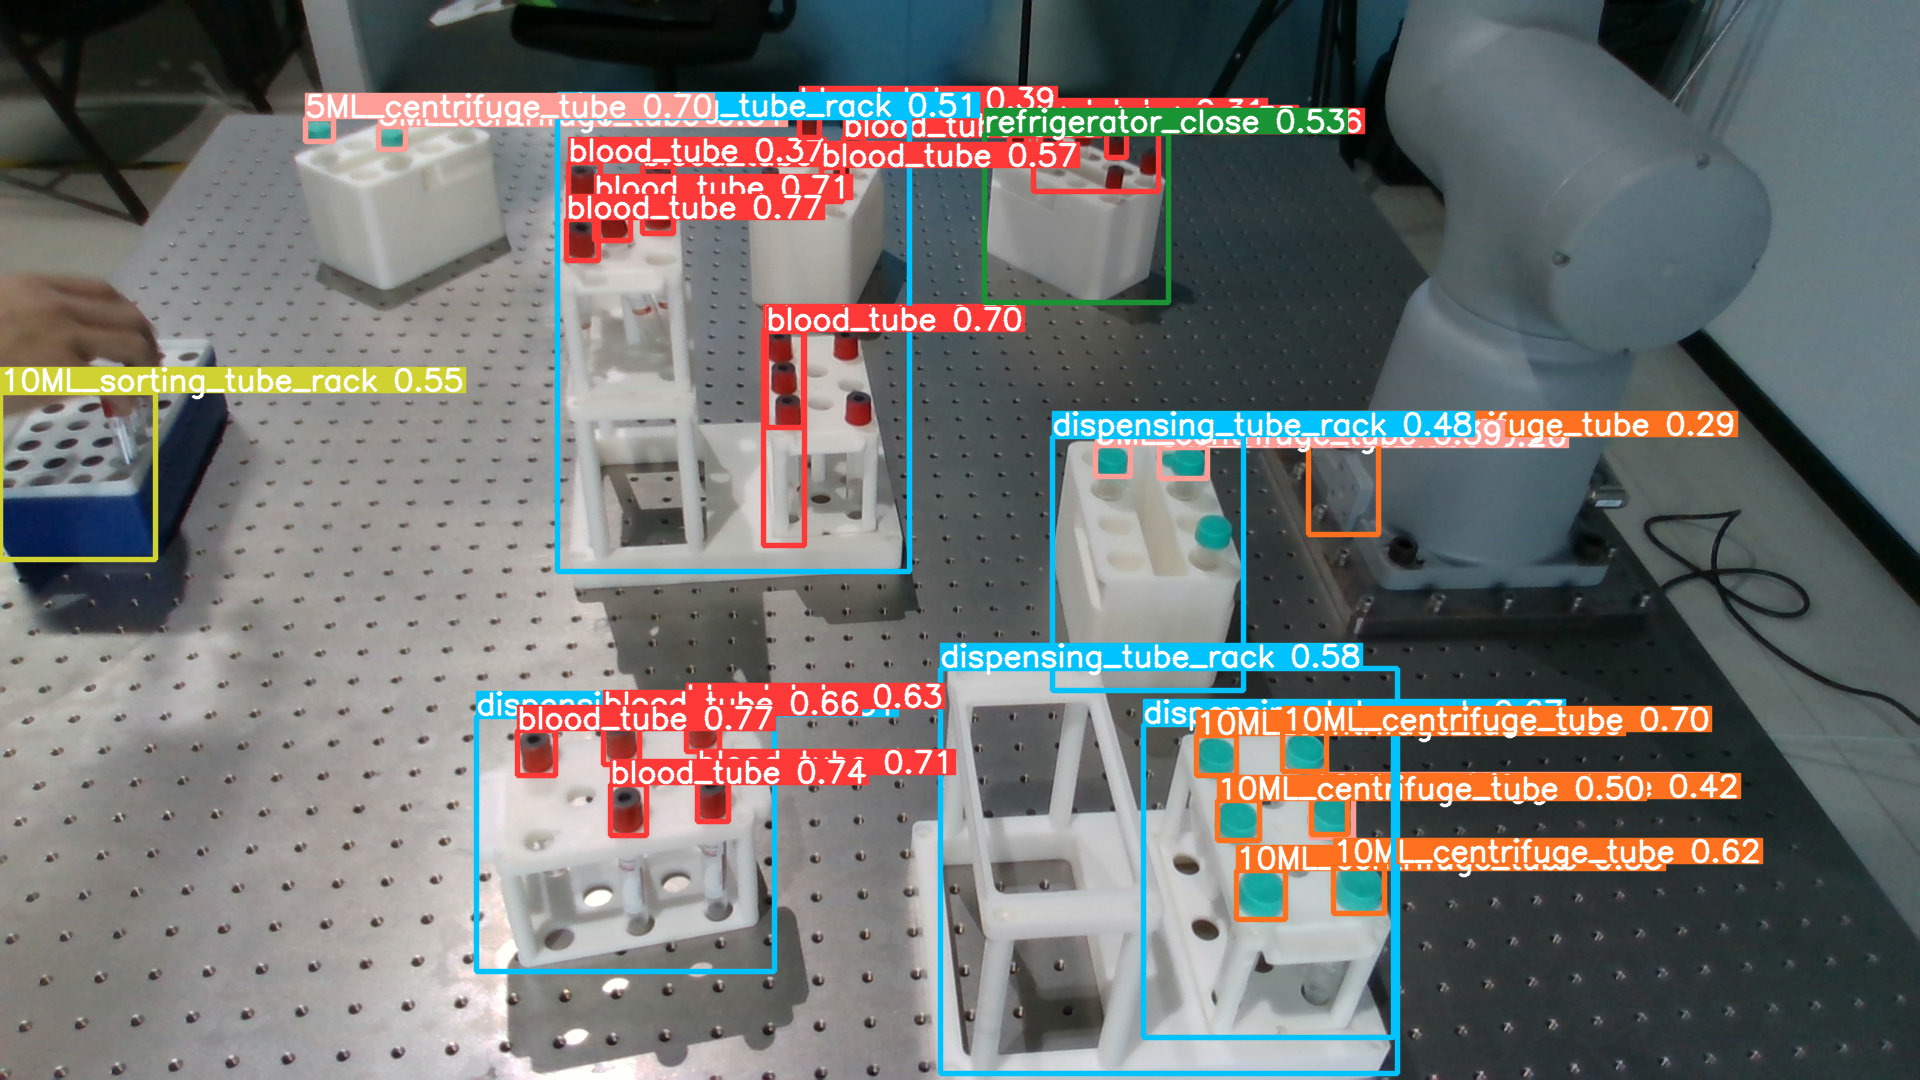 5ML_centrifuge_tube 0.70
_tube_rack 0.51
0.39
blood_tu
refrigerator_close 0.536
blood_tube 0.37
blood_tube 0.57
blood_tube 0.71
blood_tube 0.77
blood_tube 0.70
10ML_sorting_tube_rack 0.55
dispensing_tube_rack 0.48
fuge_tube 0.29
dispensing_tube_rack 0.58
dispensi
0.66
0.63
blood_tube 0.77
10ML
10ML_centrifuge_tube 0.70
0.71
blood_tube 0.74
10ML_centrifuge_tube 0.50
0.42
10ML_
10ML_centrifuge_tube 0.62